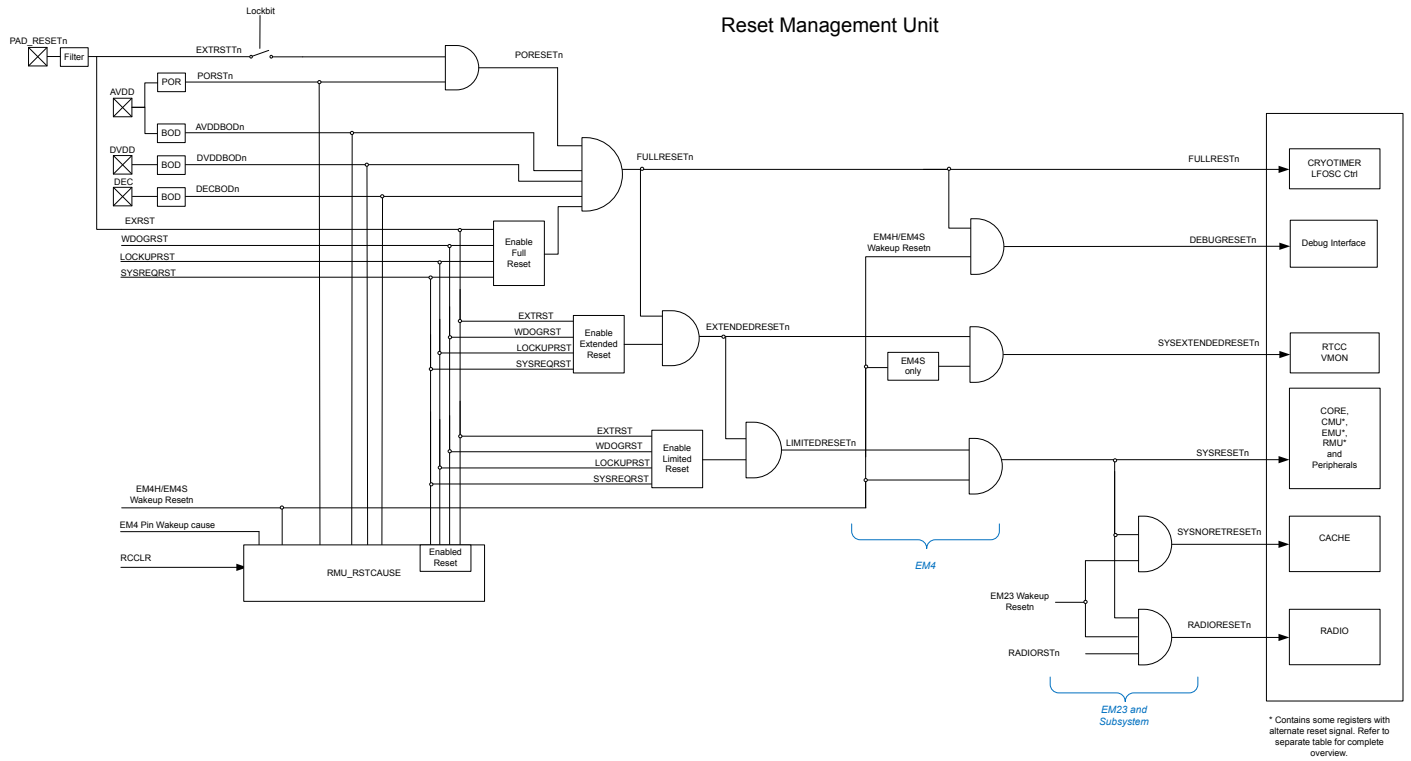 Reset Management Unit
Lockbit
PAD_RESETn
Filter
EXTRSTTn
PORESETn
AVDD
POR
PORSTn
BOD
AVDDBODn
DVDD
BOD
DVDDBODn
DEC
BOD
DECBODn
EXRST
WDOGRST
LOCKUPRST
SYSREQRST
Enable
Full
Reset
FULLRESETn
FULLRESTn
CRYOTIMER
LFOSC Ctrl
EM4H/EM4S
Wakeup Resetn
DEBUGRESETn
Debug Interface
EXTRST
WDOGRST
LOCKUPRST
SYSREQRST
Enable
Extended
Reset
EXTENDEDRESETn
EM4S
only
SYSEXTENDEDRESETn
RTCC
VMON
EXTRST
WDOGRST
LOCKUPRST
SYSREQRST
Enable
Limited
Reset
LIMITEDRESETn
SYSRESETn
CORE,
CMU*,
EMU*,
RMU*
and
Peripherals
EM4H/EM4S
Wakeup Resetn
EM4 Pin Wakeup cause
RCCLR
RMU_RSTCAUSE
Enabled
Reset
EM4
SYSNORETRESETn
CACHE
EM23 Wakeup
Resetn
RADIORSTn
RADIORESETn
RADIO
EM23 and
Subsystem
* Contains some registers with
alternate reset signal. Refer to
separate table for complete
overview.